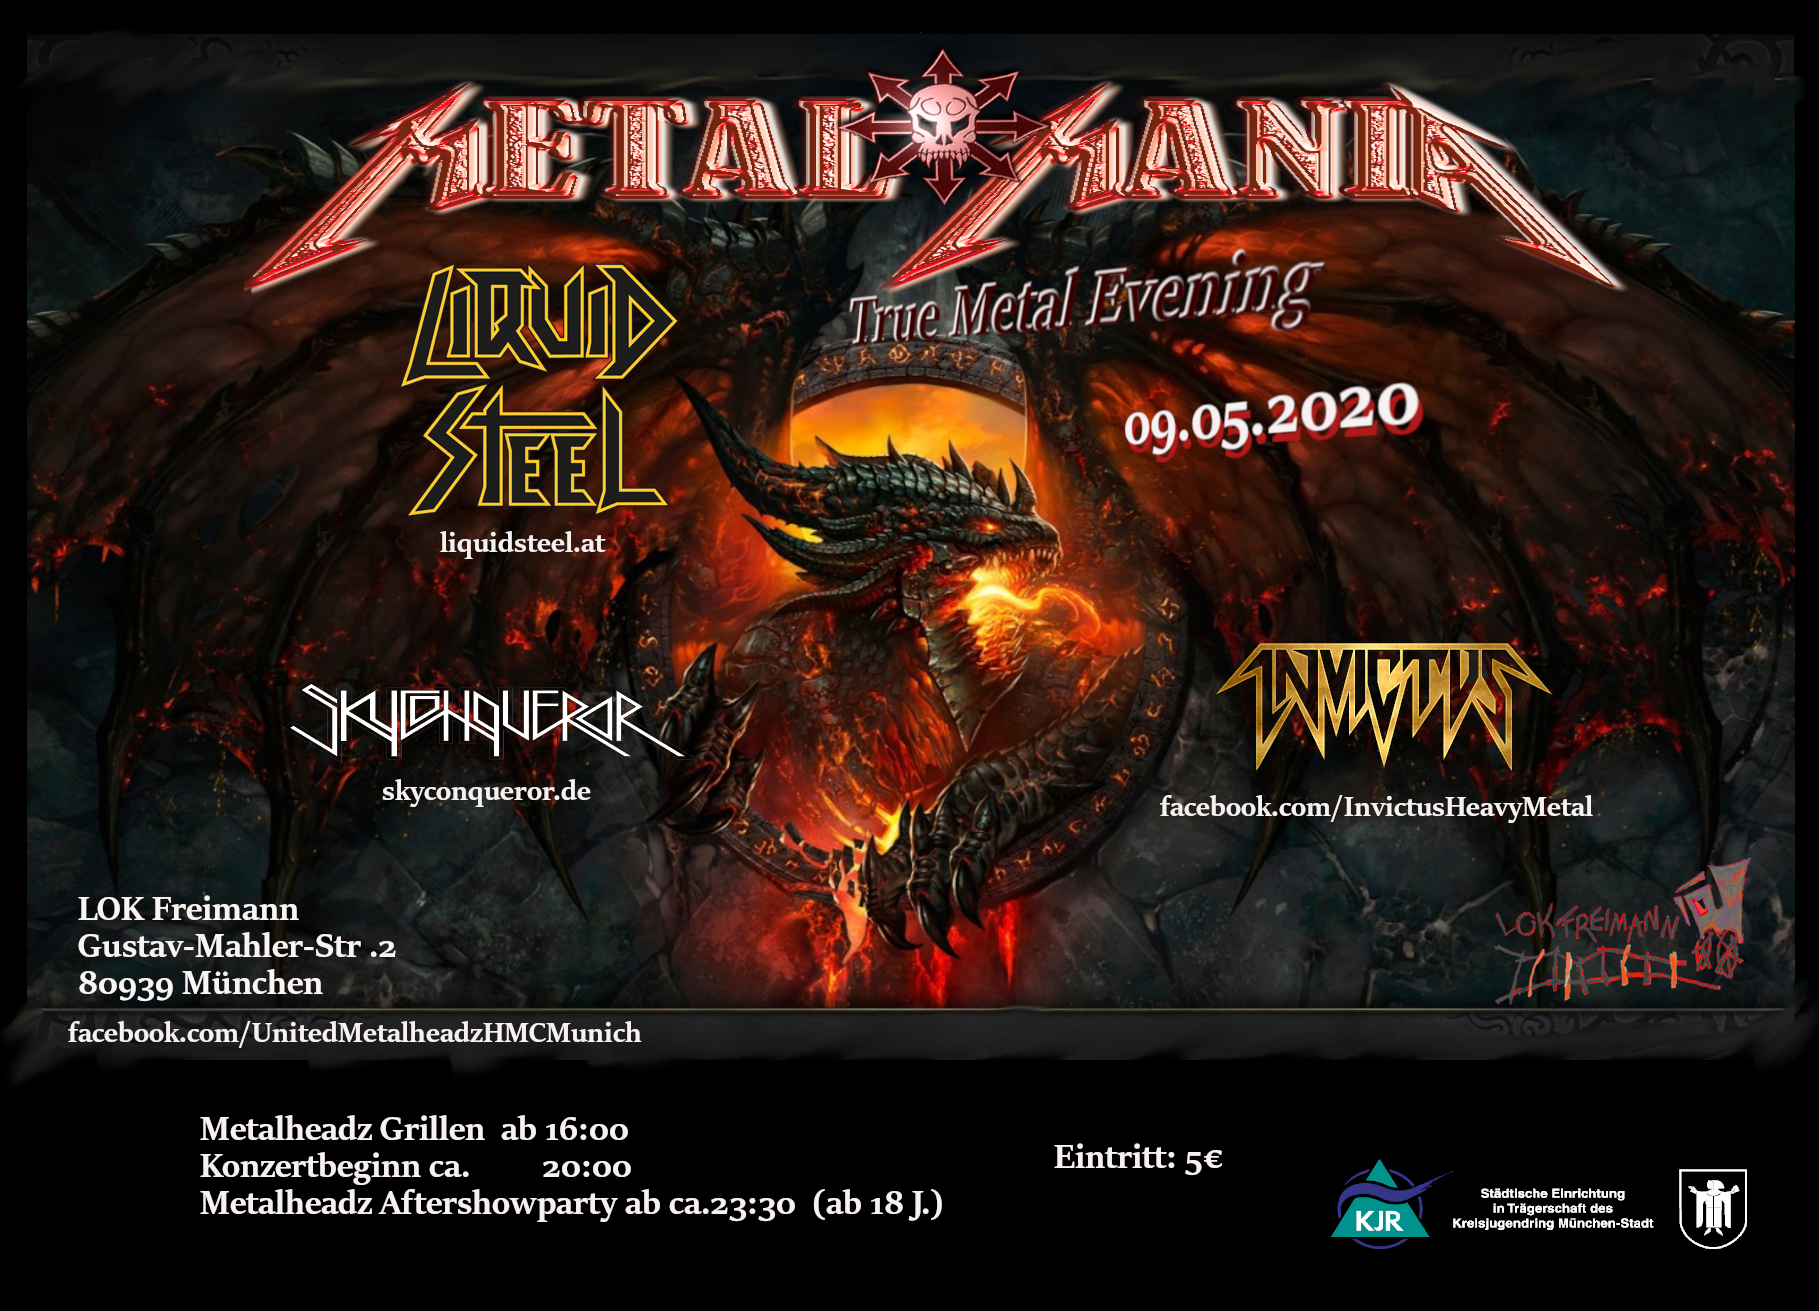 METAL MANIA
True Metal Evening
09.05.2020
LIQUID
STEEL
liquidsteel.at
SKYCONQUEROR
skyconqueror.de
INVICTUS
facebook.com/InvictusHeavyMetal
LOK Freimann
Gustav-Mahler-Str .2
80939 München
LOK FREIMANN
facebook.com/UnitedMetalheadzHMCMunich
Metalheadz Grillen ab 16:00
Konzertbeginn ca. 20:00
Metalheadz Aftershowparty ab ca.23:30 (ab 18 J.)
Eintritt: 5€
KJR
Städtische Einrichtung
in Trägerschaft des
Kreisjugendring München-Stadt